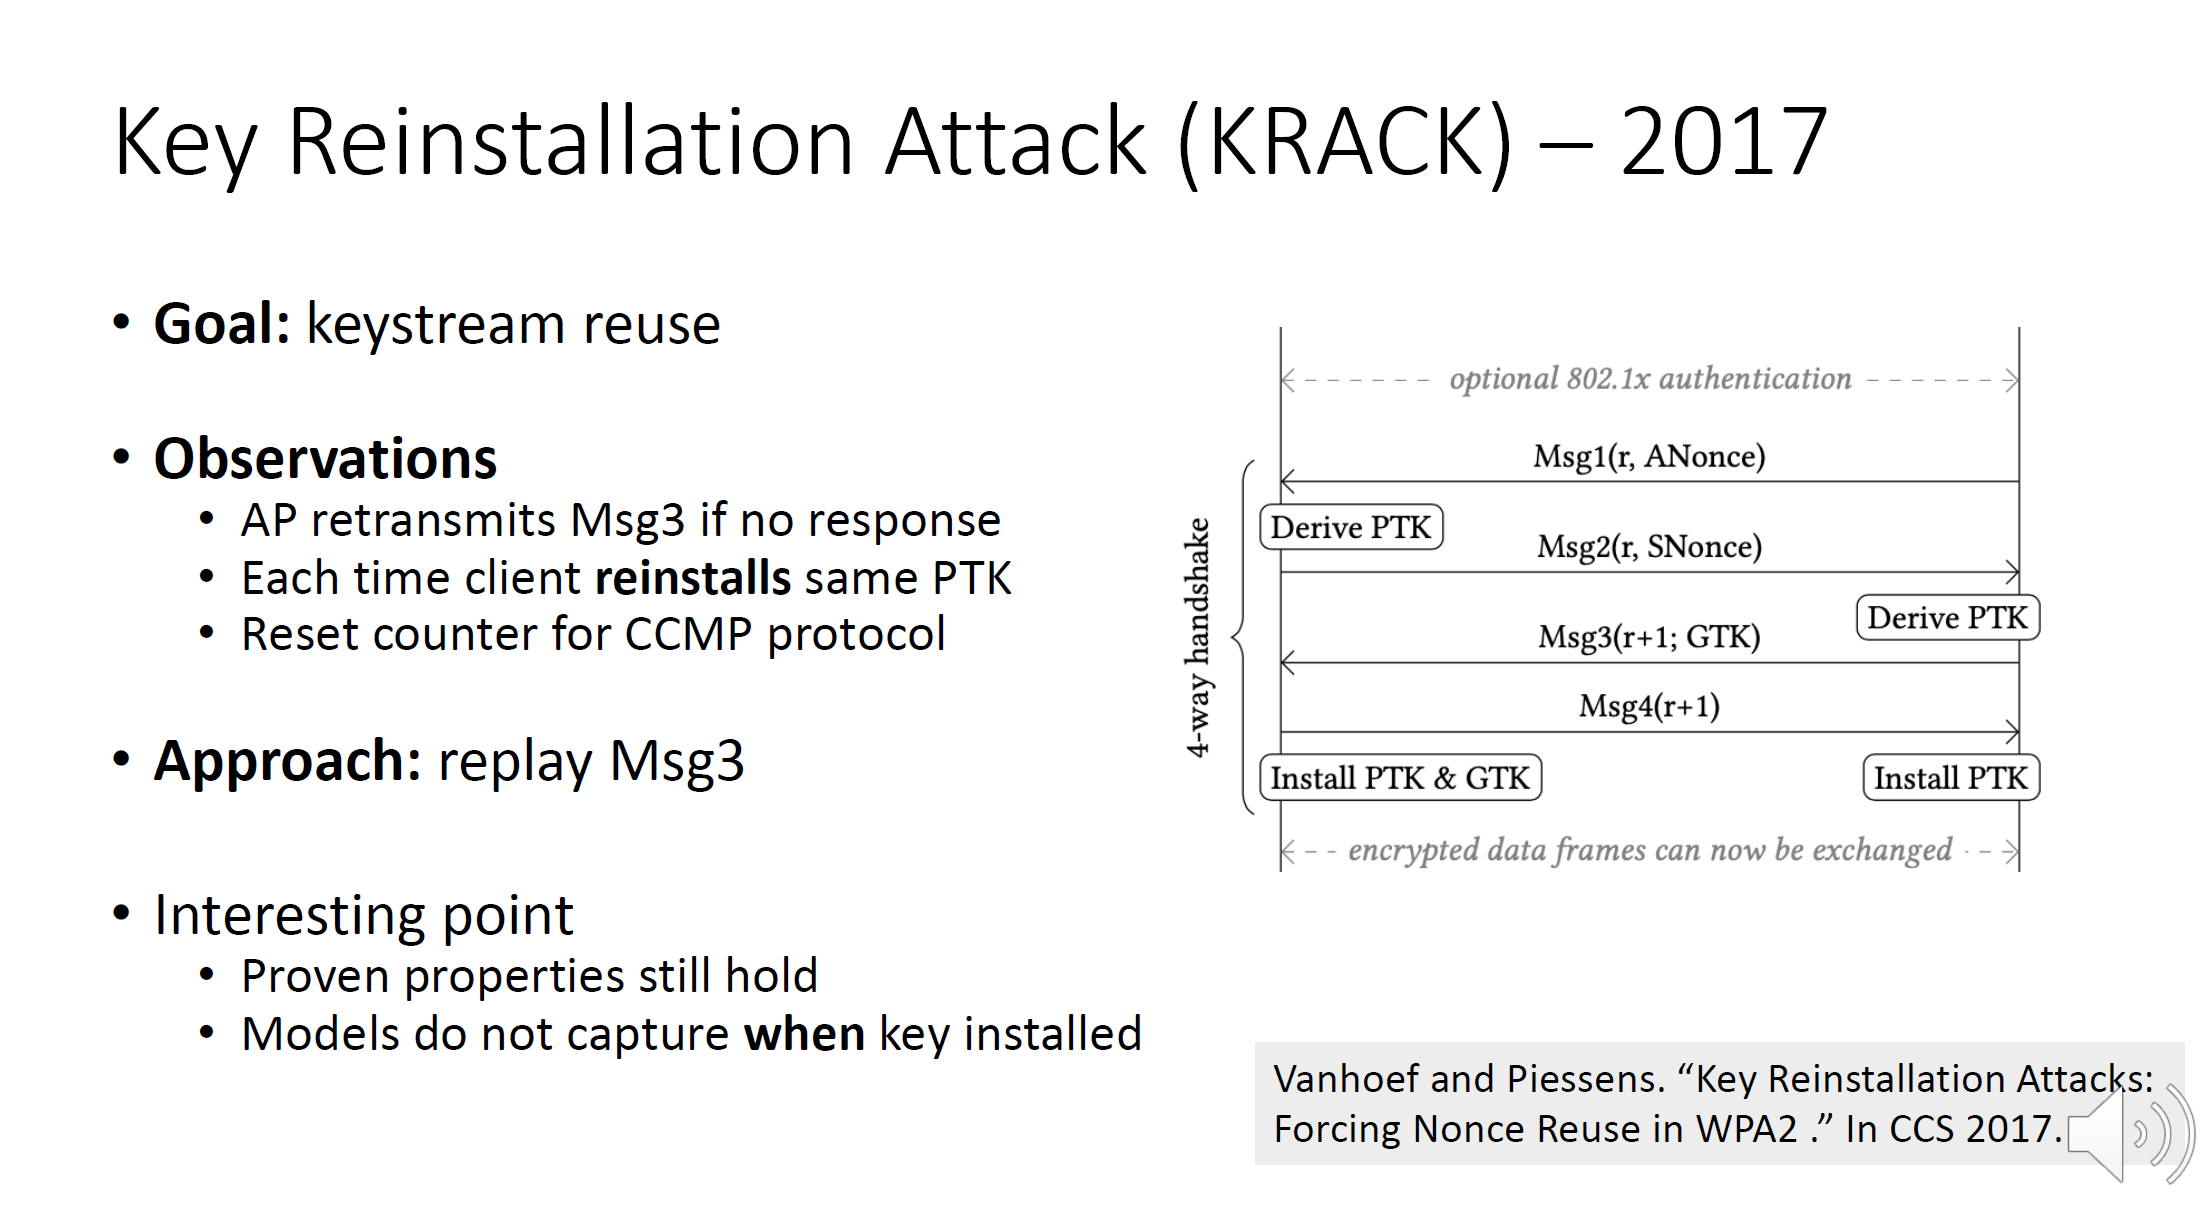 Key Reinstallation Attack (KRACK) – 2017
• Goal: keystream reuse
• Observations
• AP retransmits Msg3 if no response
• Each time client reinstalls same PTK
• Reset counter for CCMP protocol
• Approach: replay Msg3
• Interesting point
• Proven properties still hold
• Models do not capture when key installed
optional 802.1x authentication
4-way handshake
Msg1(r, ANonce)
Derive PTK
Msg2(r, SNonce)
Derive PTK
Msg3(r+1; GTK)
Msg4(r+1)
Install PTK & GTK
Install PTK
encrypted data frames can now be exchanged
Vanhoef and Piessens. “Key Reinstallation Attacks:
Forcing Nonce Reuse in WPA2 .” In CCS 2017.